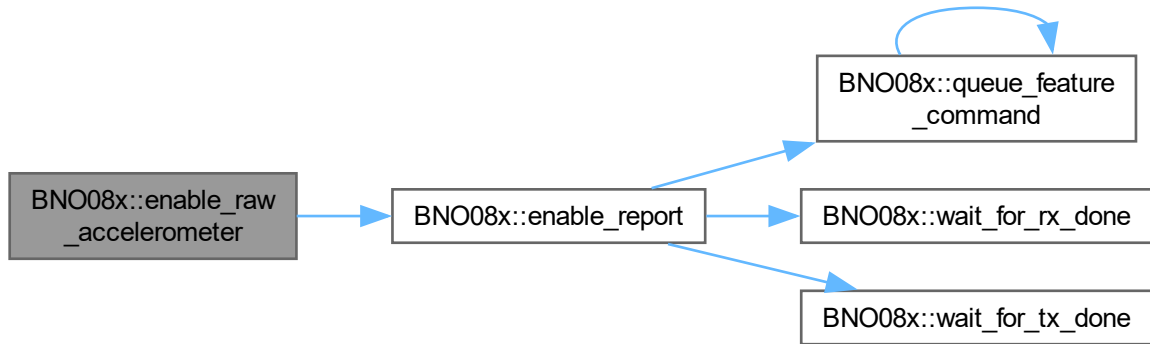 BNO08x::enable_raw
_accelerometer
BNO08x::enable_report
BNO08x::queue_feature
_command
BNO08x::wait_for_rx_done
BNO08x::wait_for_tx_done